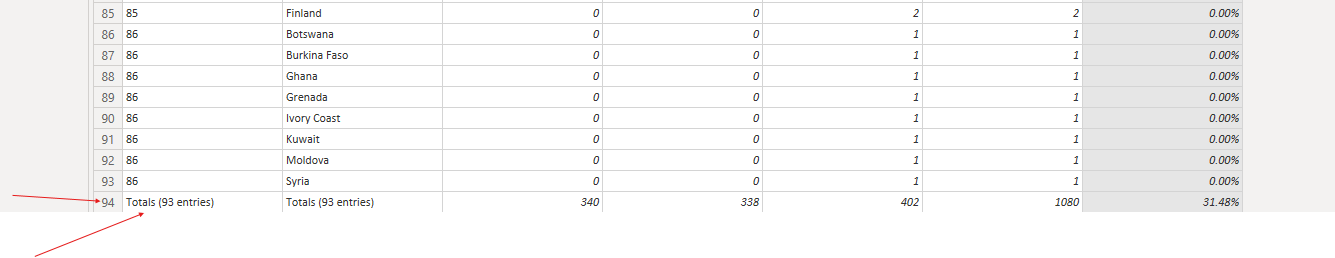 85 85 Finland 0 0 2 2 0.00%
86 86 Botswana 0 0 1 1 0.00%
87 86 Burkina Faso 0 0 1 1 0.00%
88 86 Ghana 0 0 1 1 0.00%
89 86 Grenada 0 0 1 1 0.00%
90 86 Ivory Coast 0 0 1 1 0.00%
91 86 Kuwait 0 0 1 1 0.00%
92 86 Moldova 0 0 1 1 0.00%
93 86 Syria 0 0 1 1 0.00%
94 Totals (93 entries) Totals (93 entries) 340 338 402 1080 31.48%